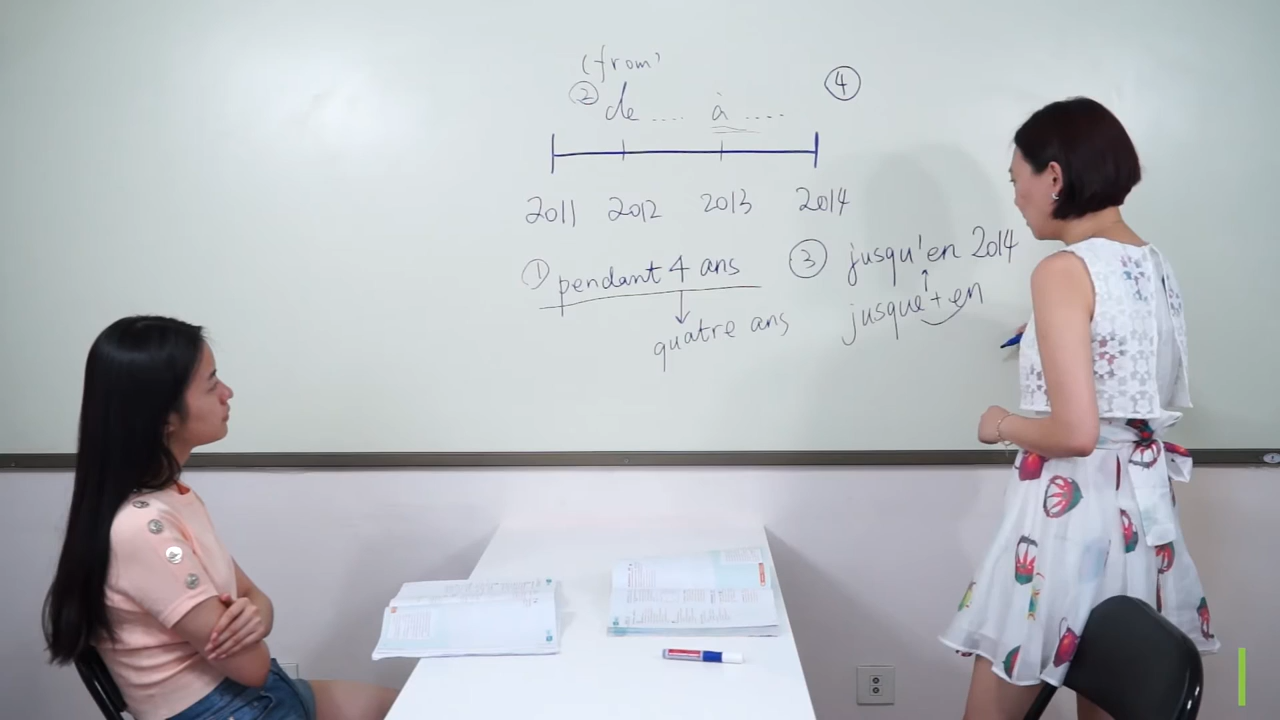 (from)
② de .... à ....
④
2011 2012 2013 2014
① pendant 4 ans
quatre ans
③ jusqu'en 2014
jusque + en